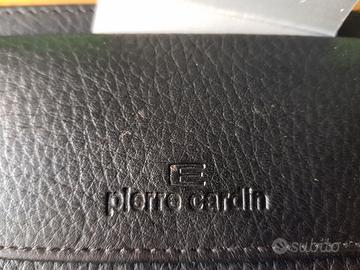 E
pierre cardin
subito